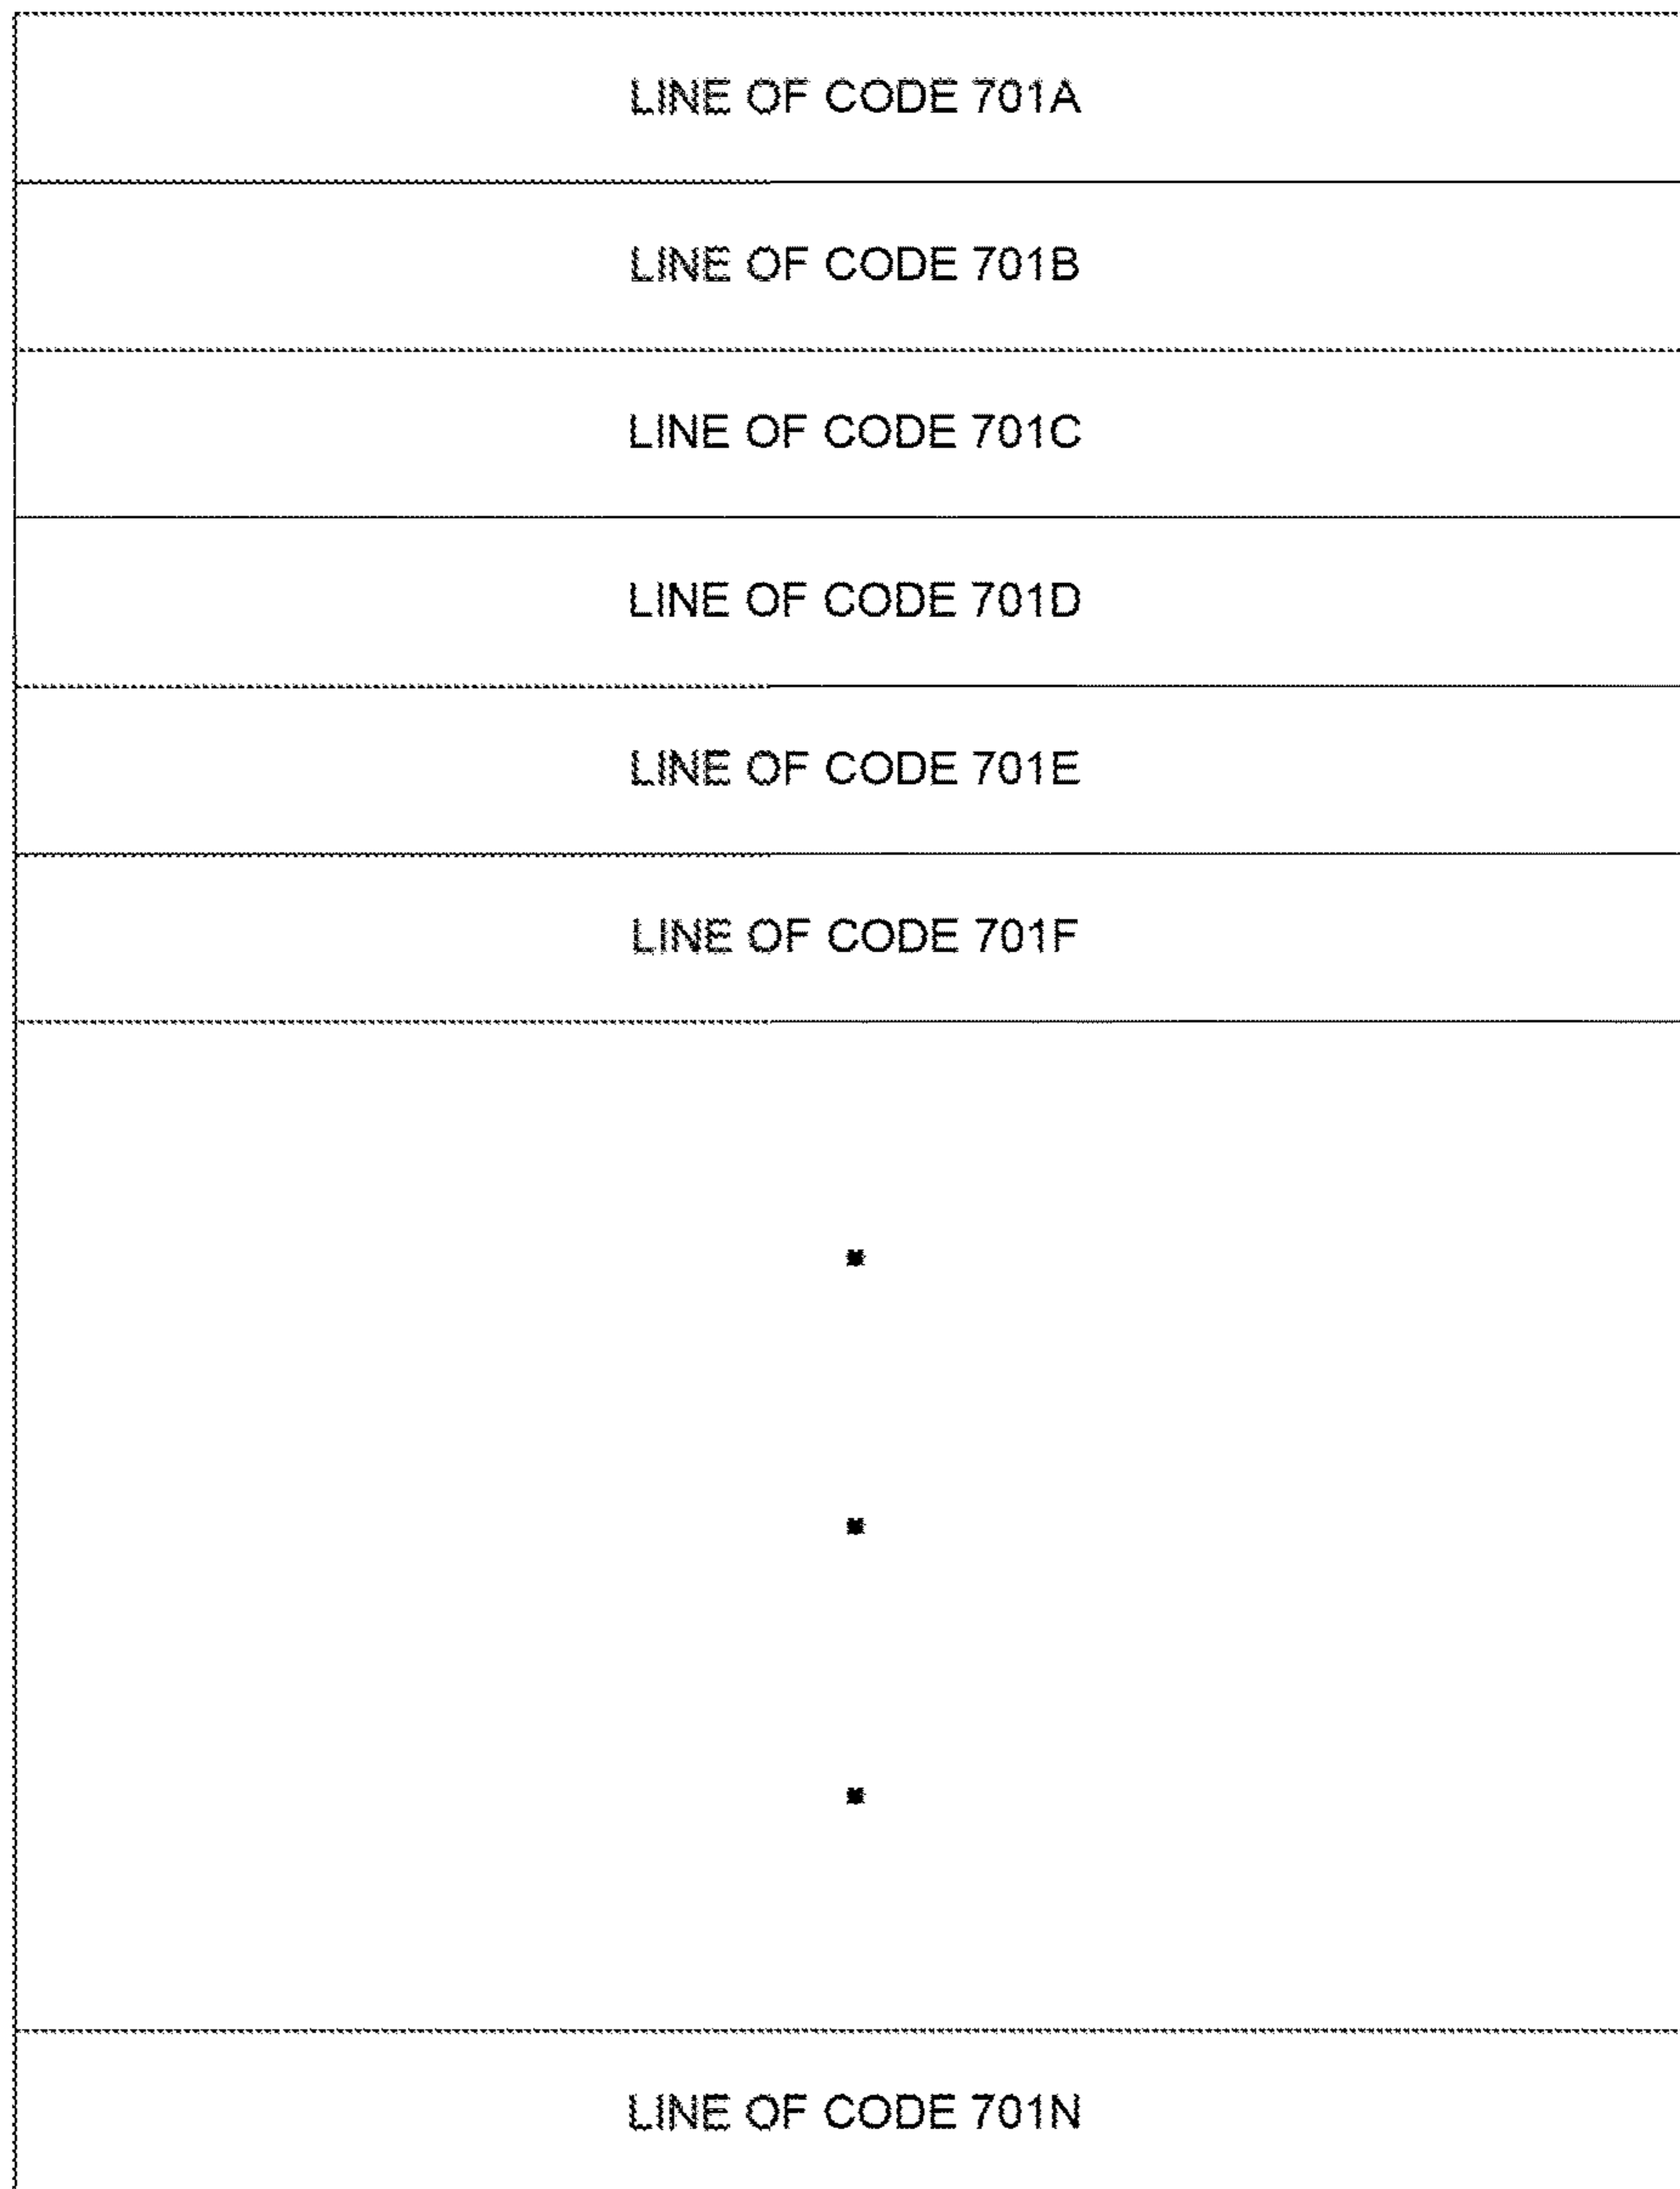 LINE OF CODE 701A
LINE OF CODE 701B
LINE OF CODE 701C
LINE OF CODE 701D
LINE OF CODE 701E
LINE OF CODE 701F
LINE OF CODE 701N